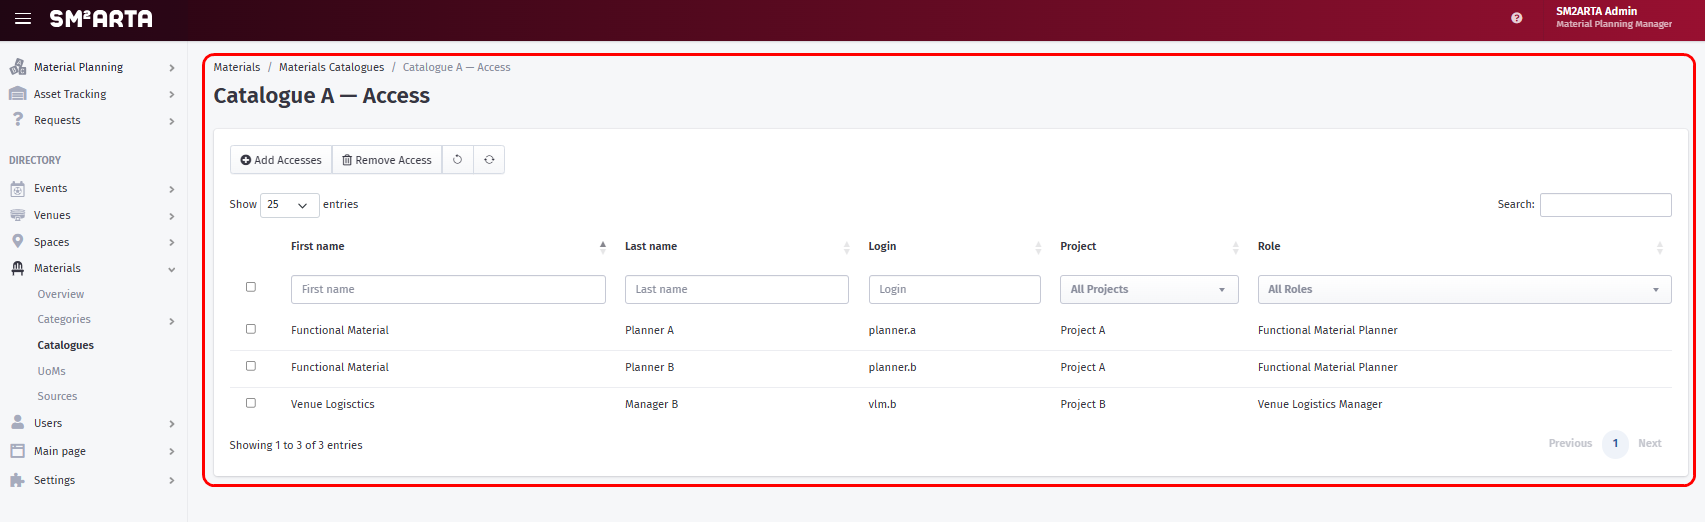 SM²ARTA
SM2ARTA Admin
Material Planning Manager
Material Planning
Asset Tracking
Requests
DIRECTORY
Events
Venues
Spaces
Materials
Overview
Categories
Catalogues
UoMs
Sources
Users
Main page
Settings
Materials / Materials Catalogues / Catalogue A — Access
Catalogue A — Access
Add Accesses Remove Access
Show 25 entries Search:
First name Last name Login Project Role
First name Last name Login All Projects All Roles
Functional Material Planner A planner.a Project A Functional Material Planner
Functional Material Planner B planner.b Project A Functional Material Planner
Venue Logisctics Manager B vlm.b Project B Venue Logistics Manager
Showing 1 to 3 of 3 entries Previous 1 Next